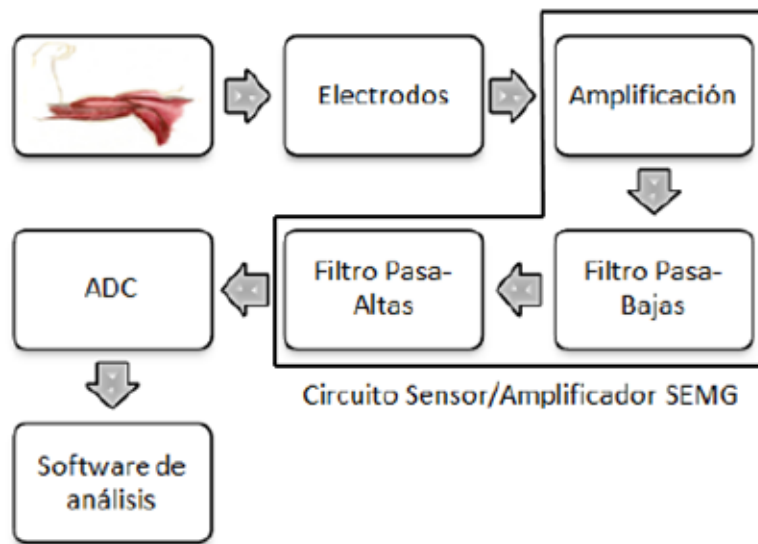 Electrodos
Amplificación
ADC
Filtro Pasa-
Altas
Filtro Pasa-
Bajas
Circuito Sensor/Amplificador SEMG
Software de
análisis